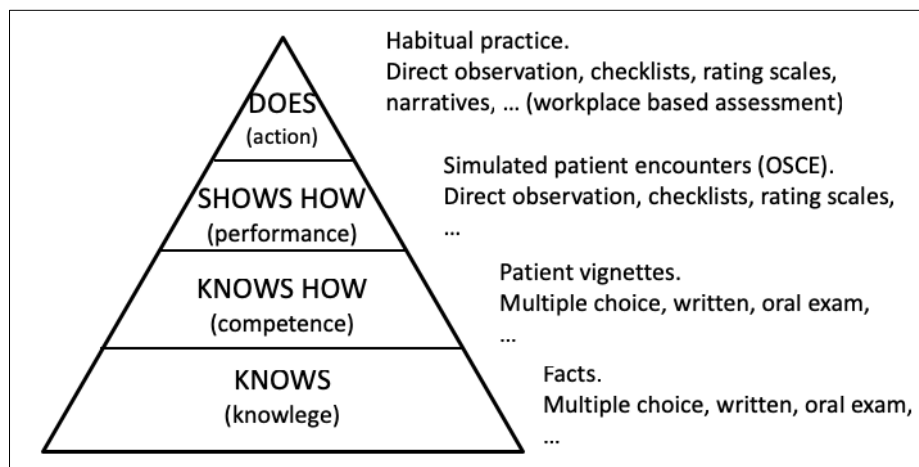 Habitual practice.
Direct observation, checklists, rating scales,
narratives, … (workplace based assessment)
DOES
(action)
Simulated patient encounters (OSCE).
Direct observation, checklists, rating scales,
…
SHOWS HOW
(performance)
Patient vignettes.
Multiple choice, written, oral exam,
…
KNOWS HOW
(competence)
Facts.
Multiple choice, written, oral exam,
…
KNOWS
(knowlege)